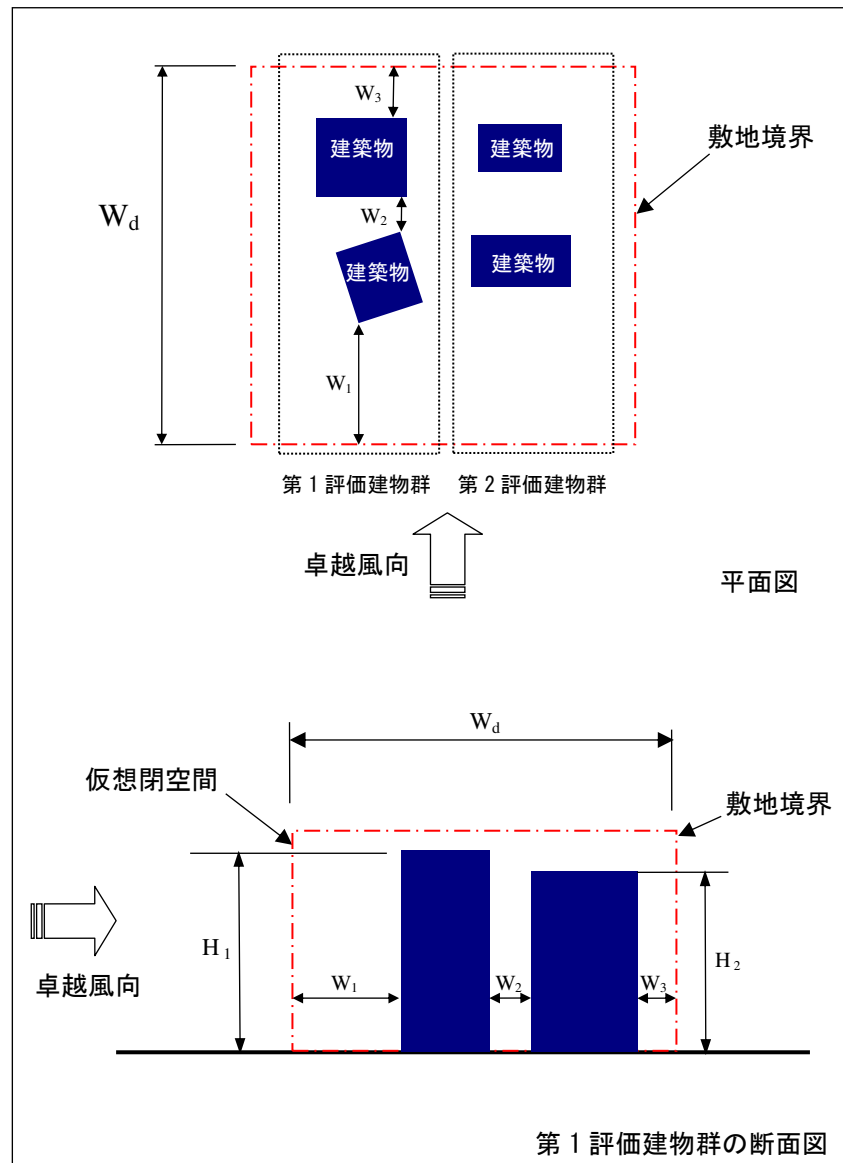 W3
建築物
建築物
敷地境界
Wd
W2
建築物
建築物
W1
第1評価建物群
第2評価建物群
卓越風向
平面図
Wd
仮想閉空間
敷地境界
H1
W1
W2
W3
H2
卓越風向
第1評価建物群の断面図